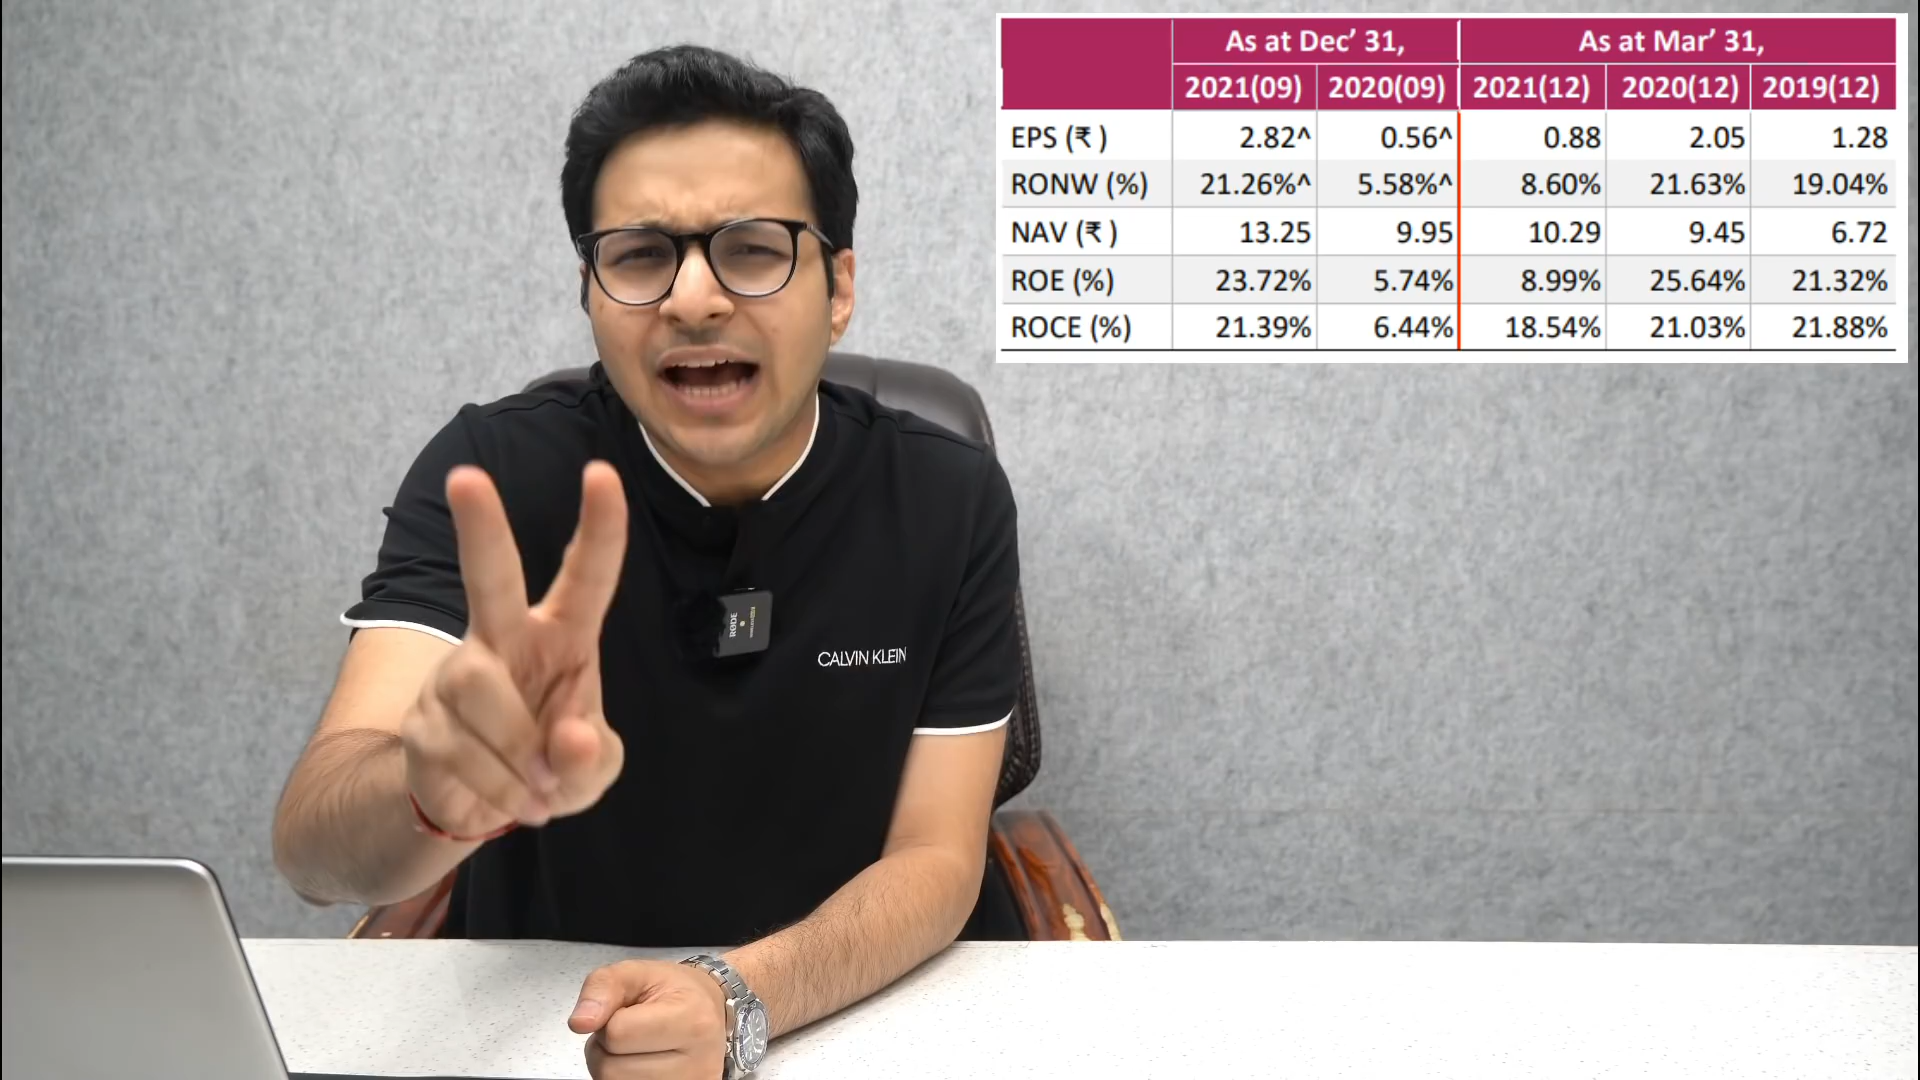 As at Dec’ 31, As at Mar’ 31,
2021(09) 2020(09) 2021(12) 2020(12) 2019(12)
EPS (₹ ) 2.82^ 0.56^ 0.88 2.05 1.28
RONW (%) 21.26%^ 5.58%^ 8.60% 21.63% 19.04%
NAV (₹ ) 13.25 9.95 10.29 9.45 6.72
ROE (%) 23.72% 5.74% 8.99% 25.64% 21.32%
ROCE (%) 21.39% 6.44% 18.54% 21.03% 21.88%
RØDE
CALVIN KLEIN